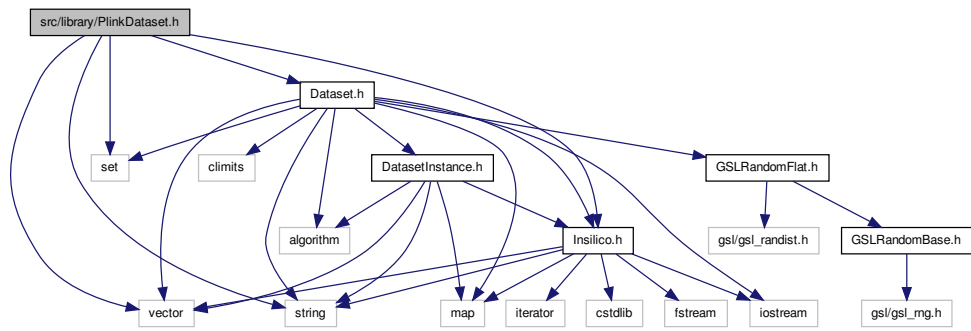 src/library/PlinkDataset.h
Dataset.h
set
climits
DatasetInstance.h
GSLRandomFlat.h
algorithm
Insilico.h
gsl/gsl_randist.h
GSLRandomBase.h
vector
string
map
iterator
cstdlib
fstream
iostream
gsl/gsl_rng.h